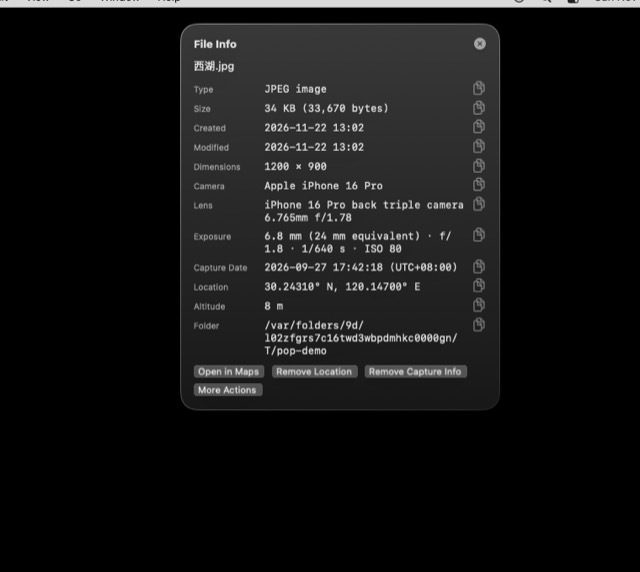 File Info
西湖.jpg
Type JPEG image
Size 34 KB (33,670 bytes)
Created 2026-11-22 13:02
Modified 2026-11-22 13:02
Dimensions 1200 × 900
Camera Apple iPhone 16 Pro
Lens iPhone 16 Pro back triple camera
6.765mm f/1.78
Exposure 6.8 mm (24 mm equivalent) · f/
1.8 · 1/640 s · ISO 80
Capture Date 2026-09-27 17:42:18 (UTC+08:00)
Location 30.24310° N, 120.14700° E
Altitude 8 m
Folder /var/folders/9d/
l02zfgrs7c16twd3wbpdmhkc0000gn/
T/pop-demo
Open in Maps Remove Location Remove Capture Info
More Actions